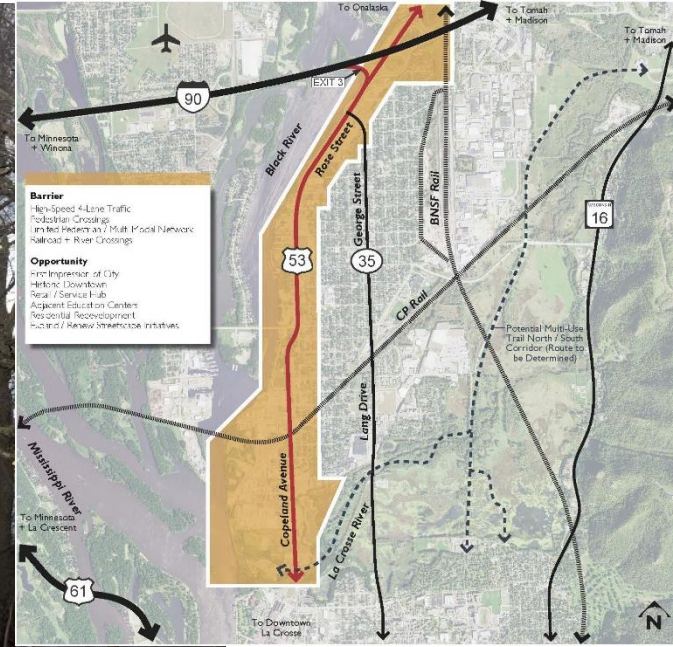 To Onalaska
To Tomah
+ Madison
To Tomah
+ Madison
EXIT 3
90
To Minnesota
+ Winona
Black River
Rose Street
George Street
BNSF Rail
WISCONSIN
16
Barrier
High-Speed 4-Lane Traffic
Pedestrian Crossings
Limited Pedestrian / Multi Modal Network
Railroad + River Crossings
Opportunity
First Impression of City
Historic Downtown
Retail / Service Hub
Adjacent Education Centers
Residential Redevelopment
Expand / Renew Streetscape Initiatives
53
35
CP Rail
Potential Multi-Use
Trail North / South
Corridor (Route to
be Determined)
Lang Drive
Mississippi River
Copeland Avenue
La Crosse River
To Minnesota
+ La Crescent
61
To Downtown
La Crosse
N